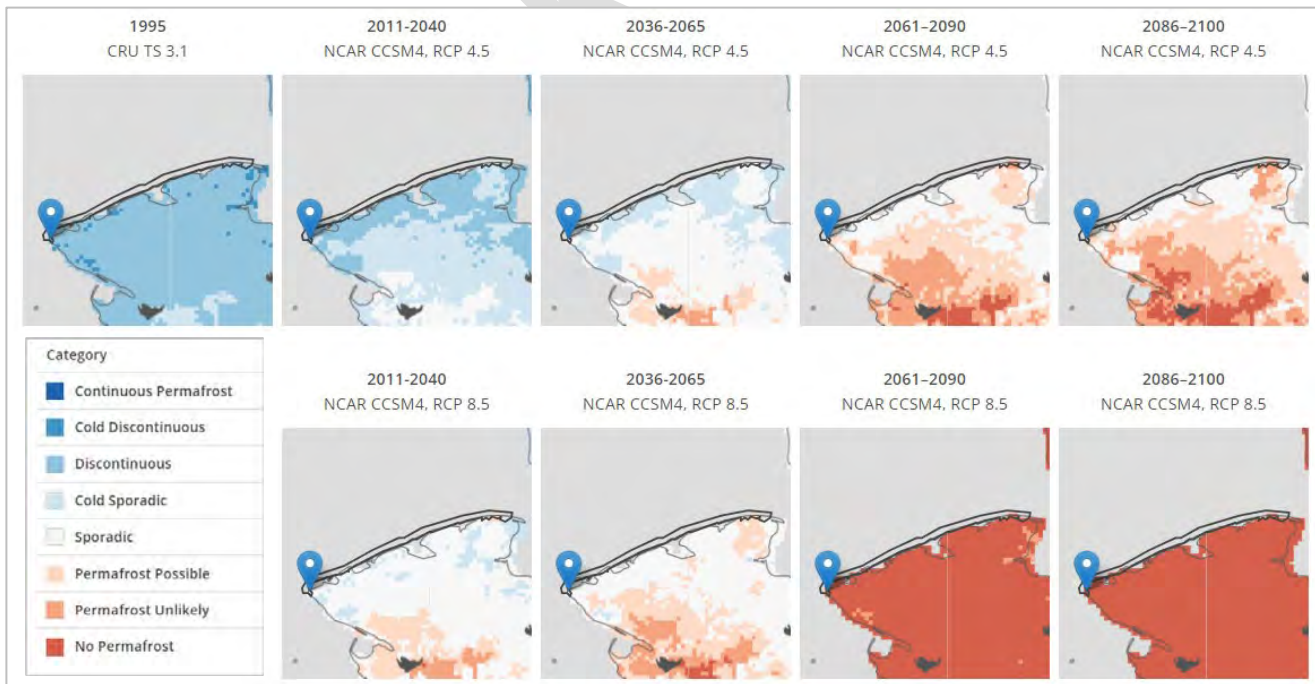 1995
CRU TS 3.1
2011-2040
NCAR CCSM4, RCP 4.5
2036-2065
NCAR CCSM4, RCP 4.5
2061–2090
NCAR CCSM4, RCP 4.5
2086–2100
NCAR CCSM4, RCP 4.5
Category
Continuous Permafrost
Cold Discontinuous
Discontinuous
Cold Sporadic
Sporadic
Permafrost Possible
Permafrost Unlikely
No Permafrost
2011-2040
NCAR CCSM4, RCP 8.5
2036-2065
NCAR CCSM4, RCP 8.5
2061–2090
NCAR CCSM4, RCP 8.5
2086–2100
NCAR CCSM4, RCP 8.5